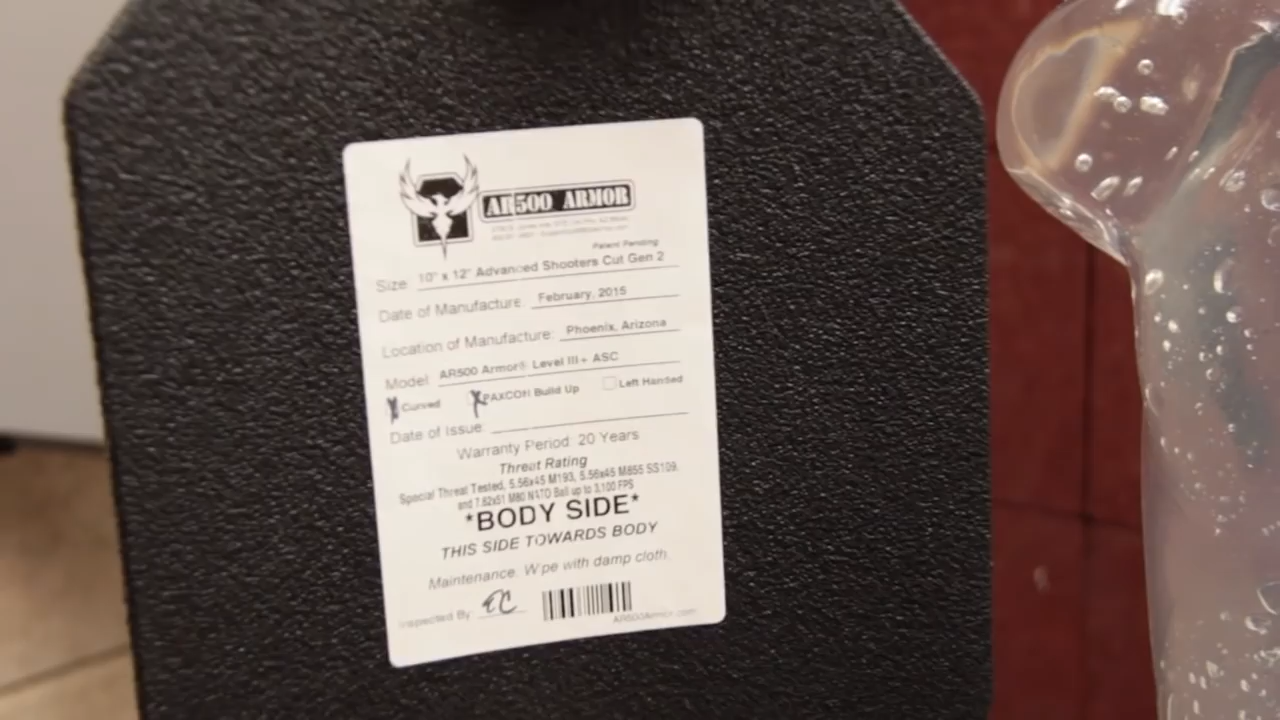 AR500 ARMOR
Patent Pending
Size: 10" x 12" Advanced Shooters Cut Gen 2
Date of Manufacture: February, 2015
Location of Manufacture: Phoenix, Arizona
Model: AR500 Armor® Level III+ ASC
Curved PAXCON Build Up Left Handed
Date of Issue:
Warranty Period: 20 Years
Threat Rating
Special Threat Tested, 5.56x45 M193, 5.56x45 M855 SS109,
and 7.62x51 M80 NATO Ball up to 3,100 FPS
*BODY SIDE*
THIS SIDE TOWARDS BODY
Maintenance: Wipe with damp cloth.
Inspected By:
AR500Armor.com